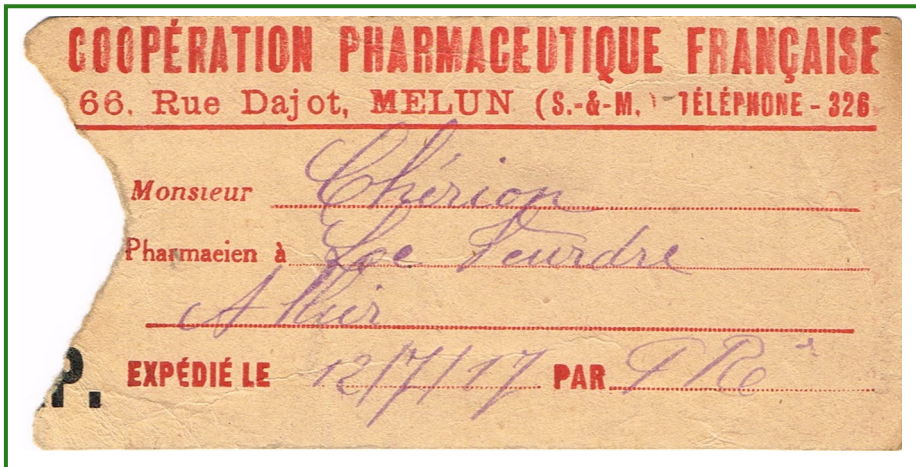 COOPÉRATION PHARMACEUTIQUE FRANÇAISE
66, Rue Dajot, MELUN (S.-&-M.) TÉLÉPHONE - 326
Monsieur Chérion
Pharmaeien à Le Veurdre
Allier
P. EXPÉDIÉ LE 12/7/17 PAR